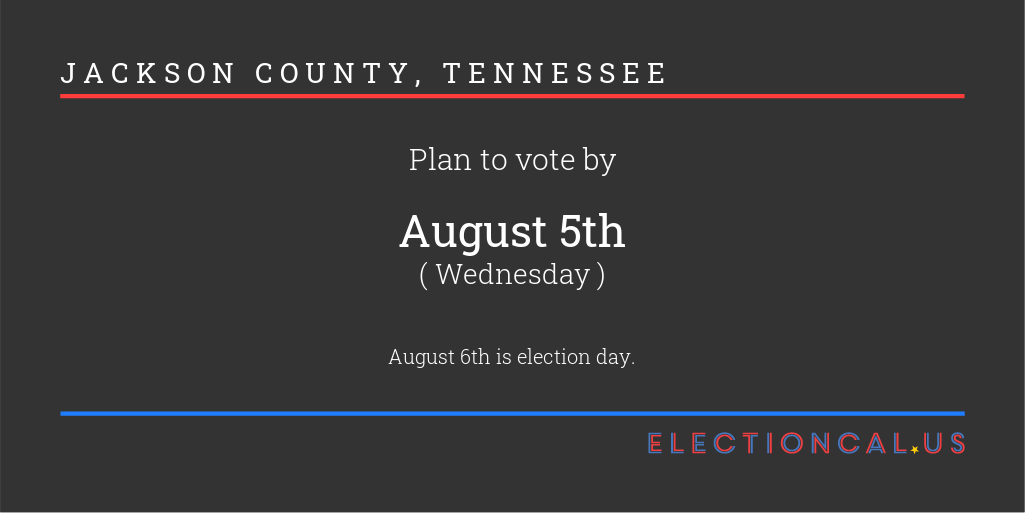 JACKSON COUNTY, TENNESSEE
Plan to vote by
August 5th
( Wednesday )
August 6th is election day.
ELECTIONCAL.US